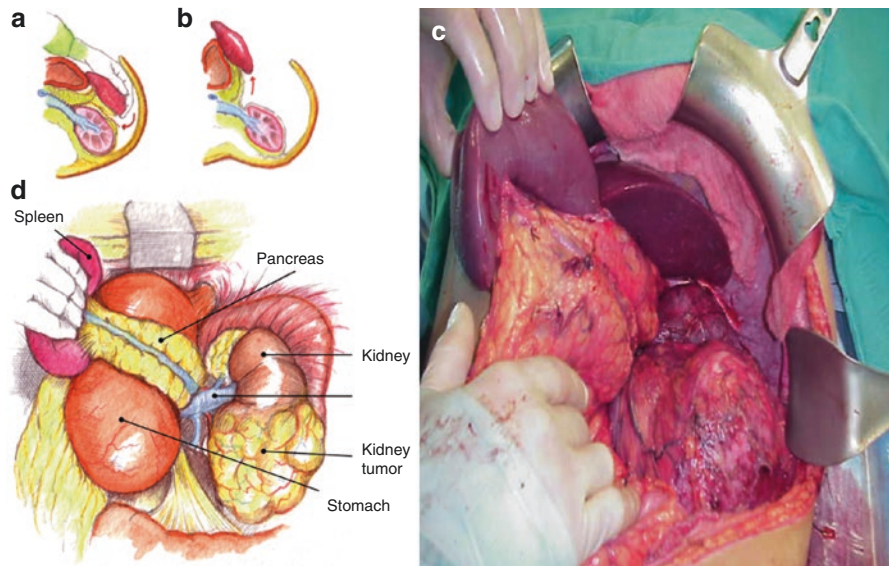 a
b
c
d
Spleen
Pancreas
Kidney
Kidney
tumor
Stomach